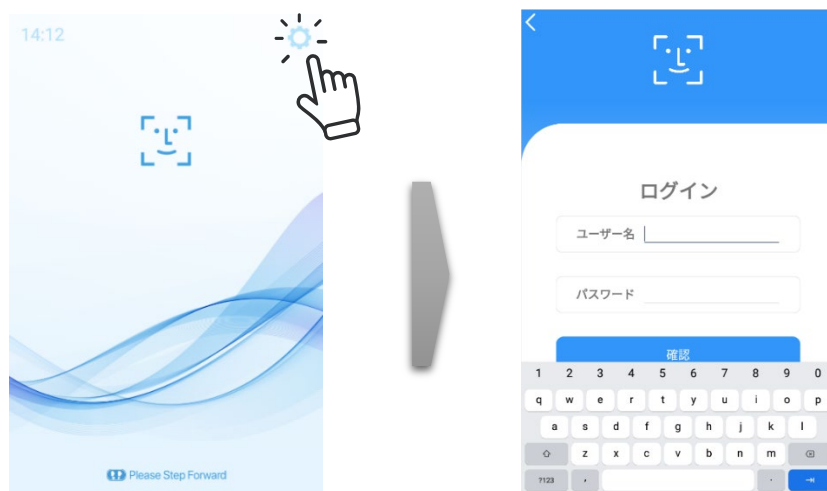 14:12
Please Step Forward
ログイン
ユーザー名
パスワード
確認
1 2 3 4 5 6 7 8 9 0
q w e r t y u i o p
a s d f g h j k l
z x c v b n m
?123 , .